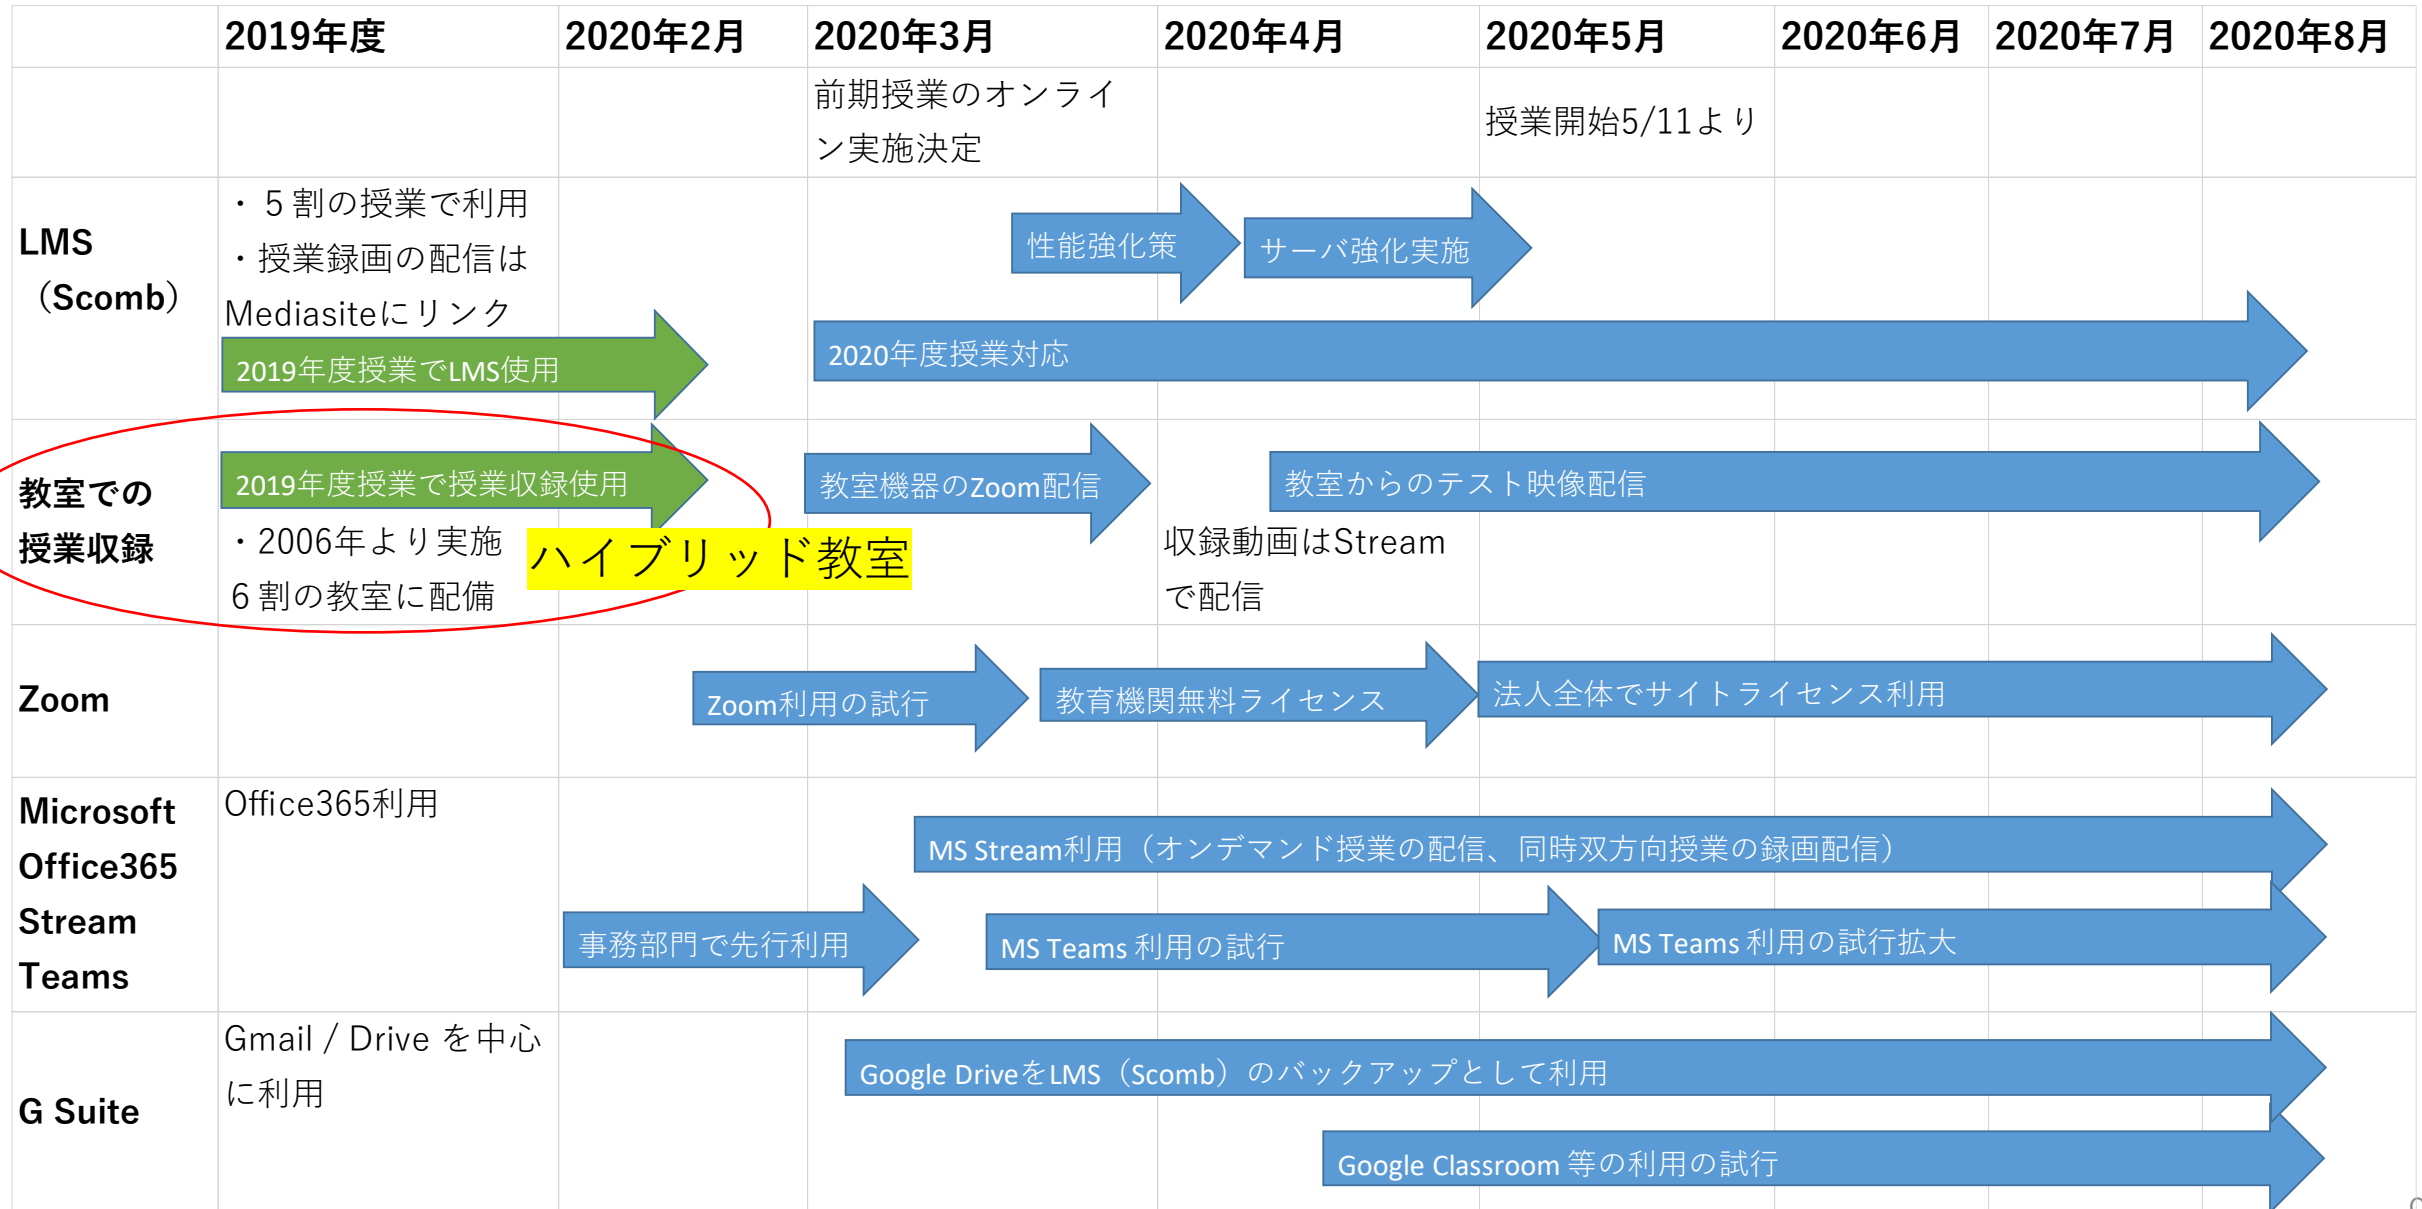 2019年度
2020年2月
2020年3月
2020年4月
2020年5月
2020年6月
2020年7月
2020年8月
前期授業のオンライ
ン実施決定
授業開始5/11より
LMS
（Scomb）
・５割の授業で利用
・授業録画の配信は
Mediasiteにリンク
2019年度授業でLMS使用
性能強化策
サーバ強化実施
2020年度授業対応
教室での
授業収録
2019年度授業で授業収録使用
・2006年より実施
６割の教室に配備
ハイブリッド教室
教室機器のZoom配信
教室からのテスト映像配信
収録動画はStream
で配信
Zoom
Zoom利用の試行
教育機関無料ライセンス
法人全体でサイトライセンス利用
Microsoft
Office365
Stream
Teams
Office365利用
MS Stream利用（オンデマンド授業の配信、同時双方向授業の録画配信）
事務部門で先行利用
MS Teams 利用の試行
MS Teams 利用の試行拡大
G Suite
Gmail / Drive を中心
に利用
Google DriveをLMS（Scomb）のバックアップとして利用
Google Classroom 等の利用の試行